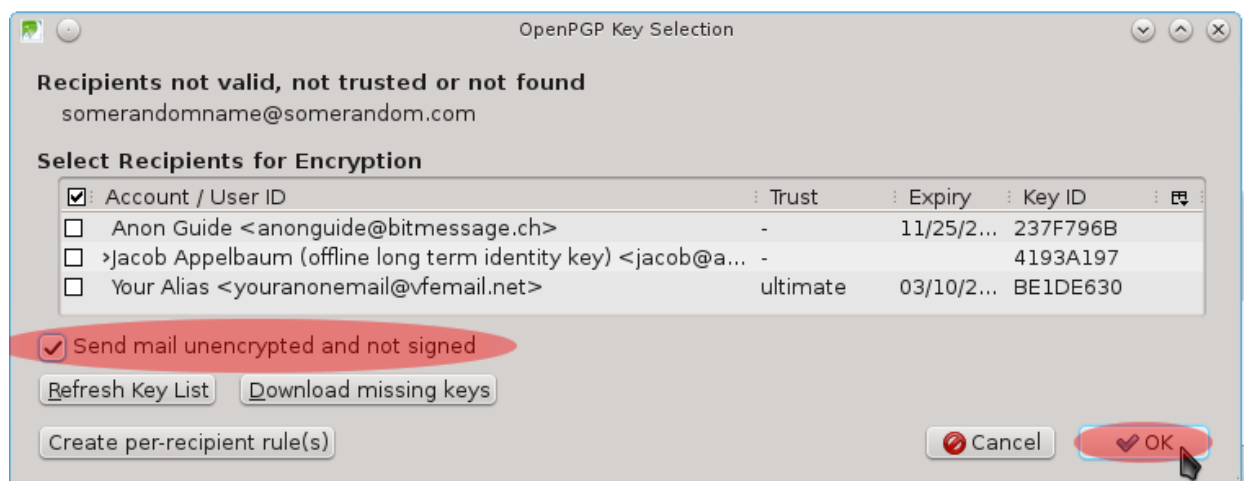 OpenPGP Key Selection
Recipients not valid, not trusted or not found
somerandomname@somerandom.com
Select Recipients for Encryption
Account / User ID Trust Expiry Key ID
Anon Guide <anonguide@bitmessage.ch> - 11/25/2... 237F796B
Jacob Appelbaum (offline long term identity key) <jacob@a... - 4193A197
Your Alias <youranonemail@vfemail.net> ultimate 03/10/2... BE1DE630
Send mail unencrypted and not signed
Refresh Key List Download missing keys
Create per-recipient rule(s) Cancel OK